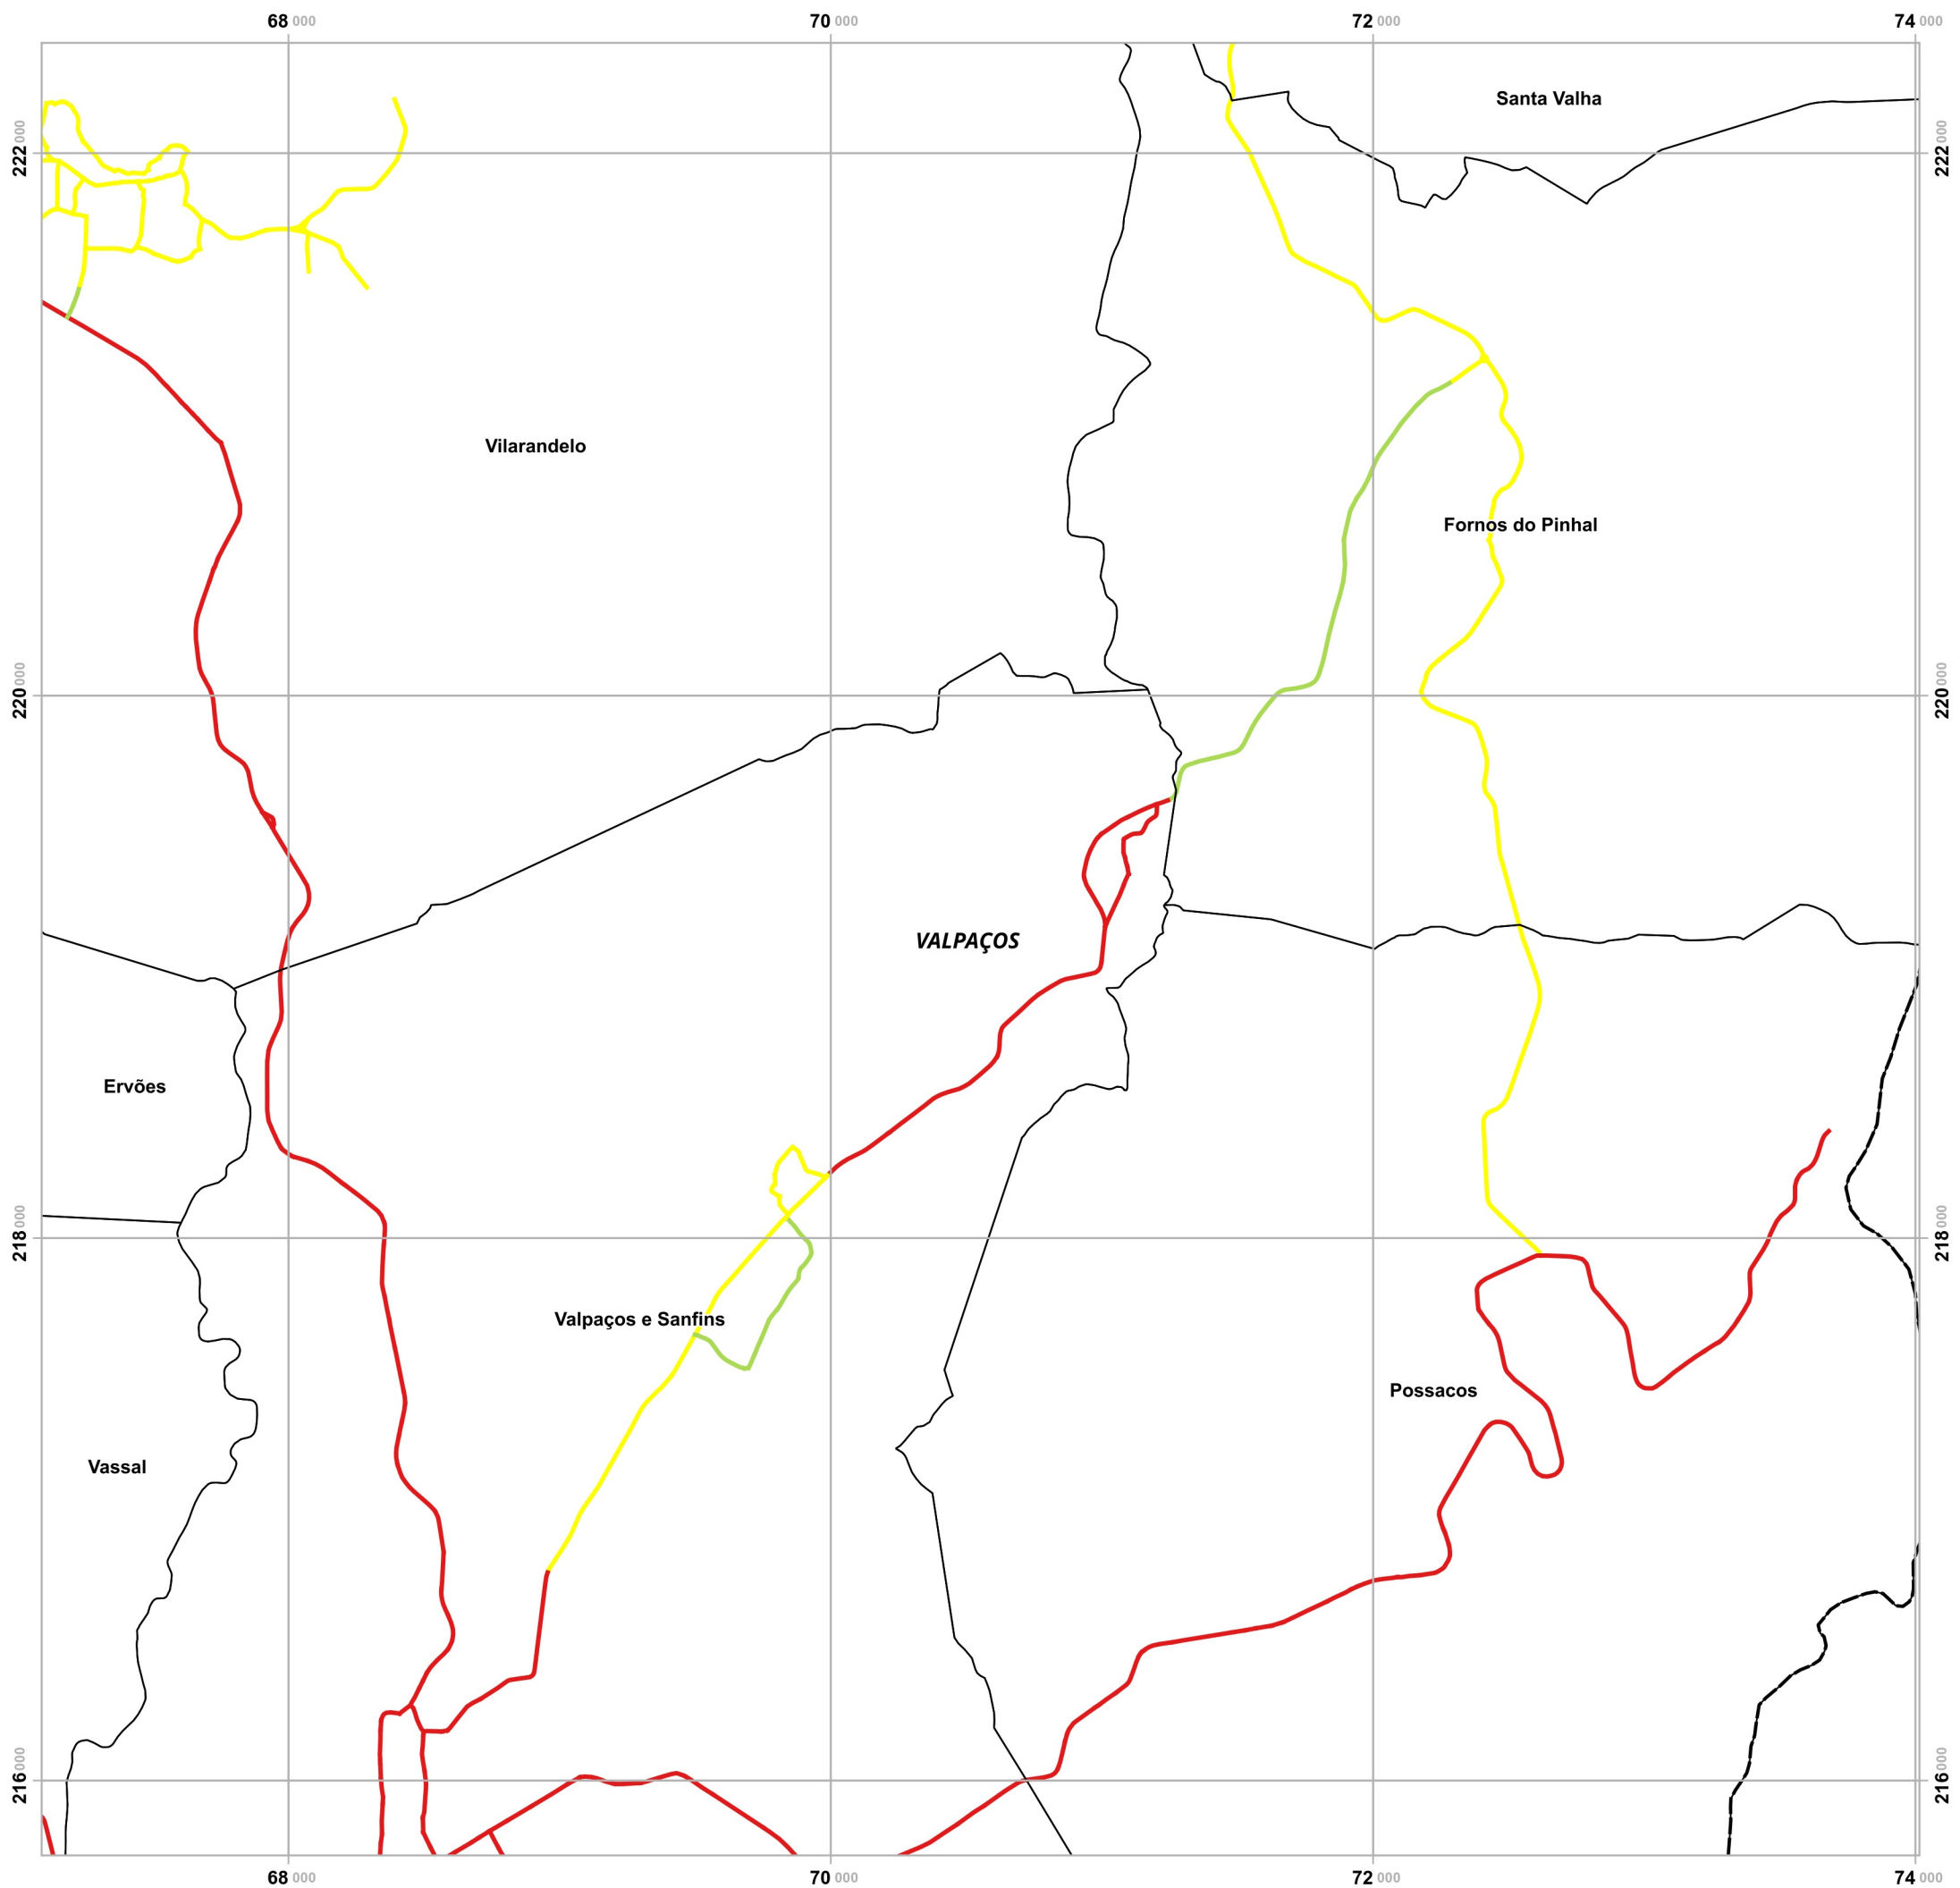 68 000 70 000 72 000 74 000
Santa Valha
222 000 222 000
Vilarandelo
Fornos do Pinhal
220 000 220 000
VALPAÇOS
Ervões
218 000 218 000
Valpaços e Sanfins
Possacos
Vassal
216 000 216 000
68 000 70 000 72 000 74 000